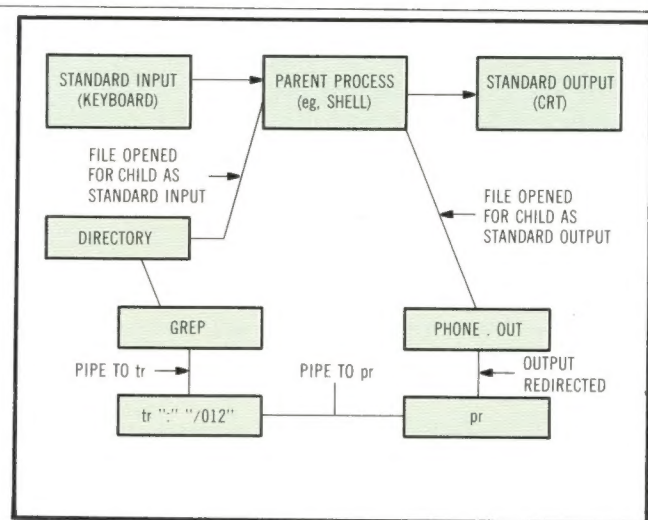 STANDARD INPUT
(KEYBOARD)
PARENT PROCESS
(eg, SHELL)
STANDARD OUTPUT
(CRT)
FILE OPENED
FOR CHILD AS
STANDARD INPUT
FILE OPENED
FOR CHILD AS
STANDARD OUTPUT
DIRECTORY
GREP
PHONE . OUT
PIPE TO tr
PIPE TO pr
OUTPUT
REDIRECTED
tr ":" "/012"
pr